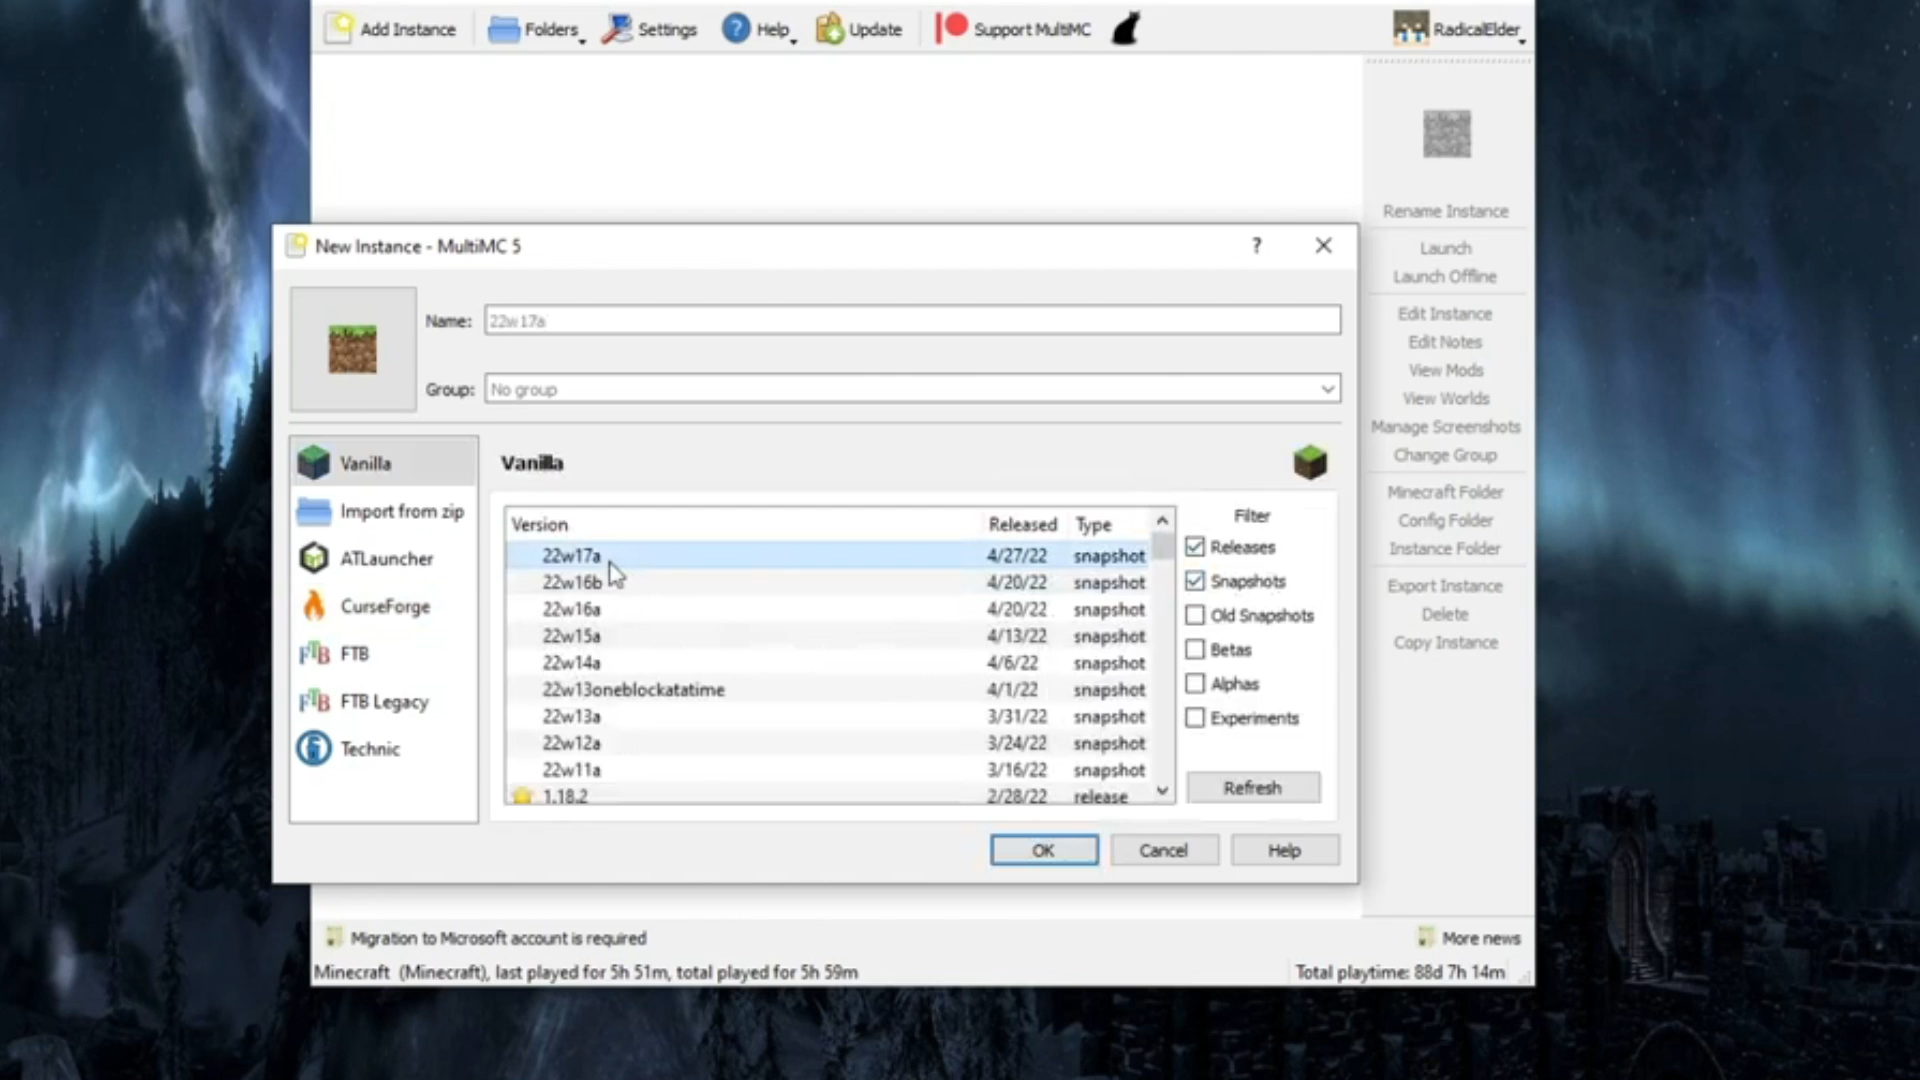 Add Instance Folders Settings Help Update Support MultiMC RadicalElder
New Instance - MultiMC 5 ?
Name: 22w17a
Group: No group
Vanilla
Import from zip
ATLauncher
CurseForge
FTB
FTB Legacy
Technic
Vanilla
Version Released Type
22w17a 4/27/22 snapshot
22w16b 4/20/22 snapshot
22w16a 4/20/22 snapshot
22w15a 4/13/22 snapshot
22w14a 4/6/22 snapshot
22w13oneblockatatime 4/1/22 snapshot
22w13a 3/31/22 snapshot
22w12a 3/24/22 snapshot
22w11a 3/16/22 snapshot
1.18.2 2/28/22 release
Filter
Releases
Snapshots
Old Snapshots
Betas
Alphas
Experiments
Refresh
OK Cancel Help
Rename Instance
Launch
Launch Offline
Edit Instance
Edit Notes
View Mods
View Worlds
Manage Screenshots
Change Group
Minecraft Folder
Config Folder
Instance Folder
Export Instance
Delete
Copy Instance
Migration to Microsoft account is required More news
Minecraft (Minecraft), last played for 5h 51m, total played for 5h 59m Total playtime: 88d 7h 14m